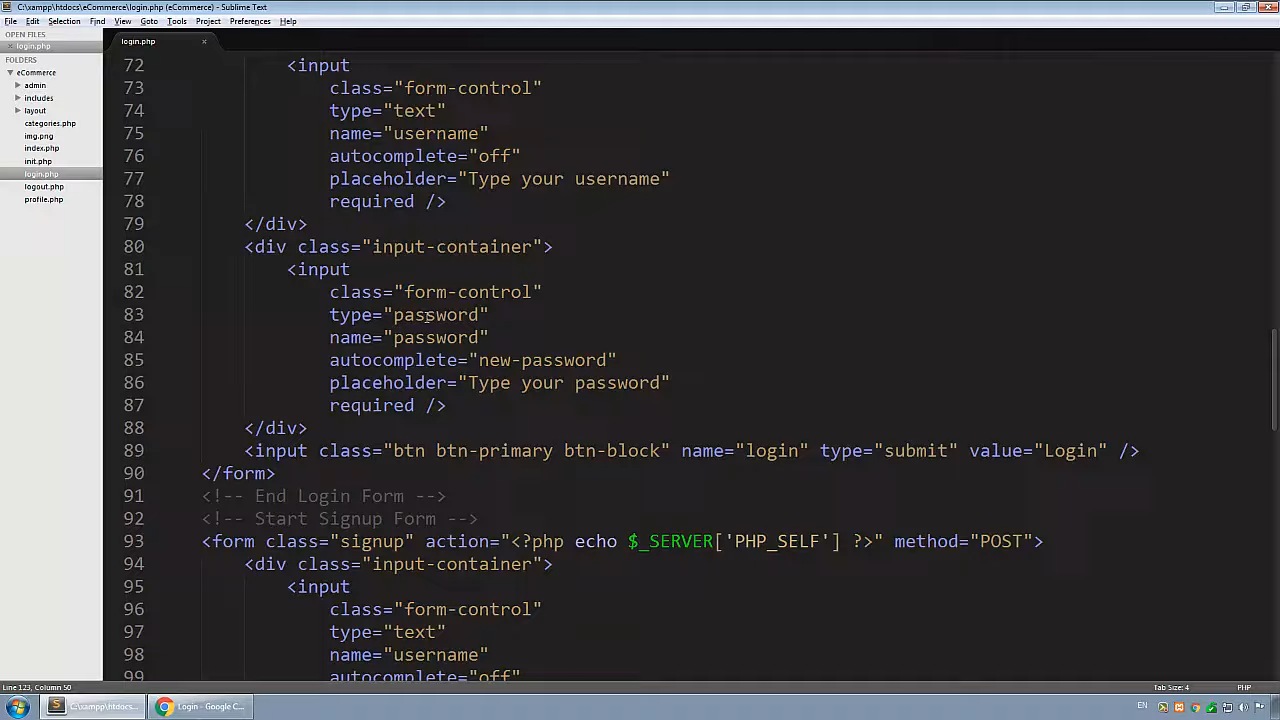 C:\xampp\htdocs\eCommerce\login.php (eCommerce) - Sublime Text
File Edit Selection Find View Goto Tools Project Preferences Help
OPEN FILES
login.php
FOLDERS
eCommerce
admin
includes
layout
categories.php
img.png
index.php
init.php
login.php
logout.php
profile.php
login.php
72 <input
73 class="form-control"
74 type="text"
75 name="username"
76 autocomplete="off"
77 placeholder="Type your username"
78 required />
79 </div>
80 <div class="input-container">
81 <input
82 class="form-control"
83 type="password"
84 name="password"
85 autocomplete="new-password"
86 placeholder="Type your password"
87 required />
88 </div>
89 <input class="btn btn-primary btn-block" name="login" type="submit" value="Login" />
90 </form>
91 <!-- End Login Form -->
92 <!-- Start Signup Form -->
93 <form class="signup" action="<?php echo $_SERVER['PHP_SELF'] ?>" method="POST">
94 <div class="input-container">
95 <input
96 class="form-control"
97 type="text"
98 name="username"
99 autocomplete="off"
Line 123, Column 50
Tab Size: 4 PHP
C:\xampp\htdocs...
Login - Google C...
EN